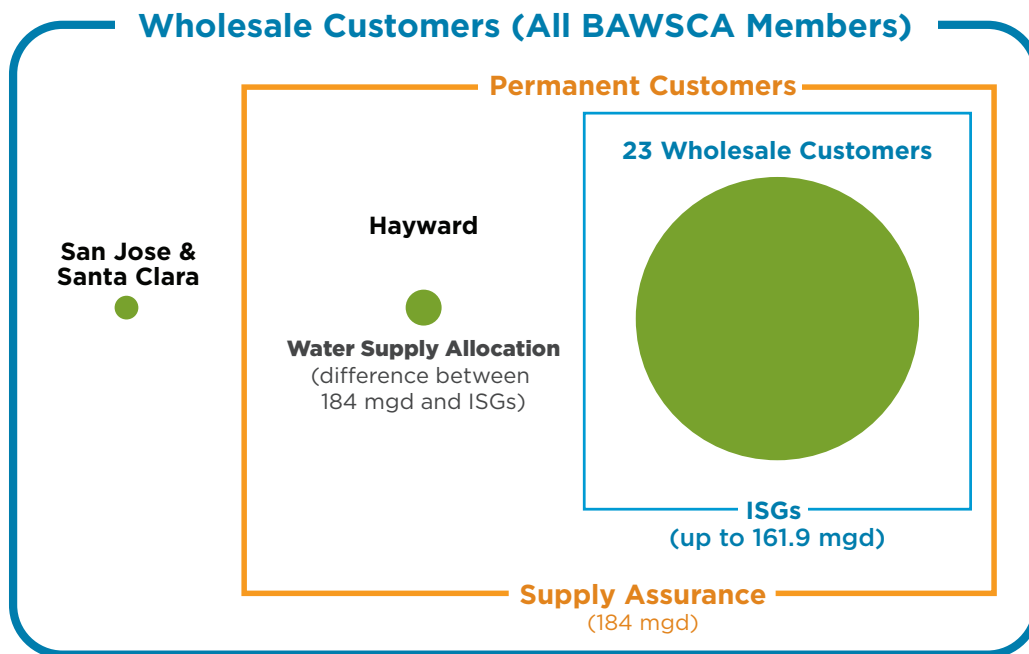 Wholesale Customers (All BAWSCA Members)
Permanent Customers
23 Wholesale Customers
Hayward
San Jose &
Santa Clara
Water Supply Allocation
(difference between
184 mgd and ISGs)
ISGs
(up to 161.9 mgd)
Supply Assurance
(184 mgd)